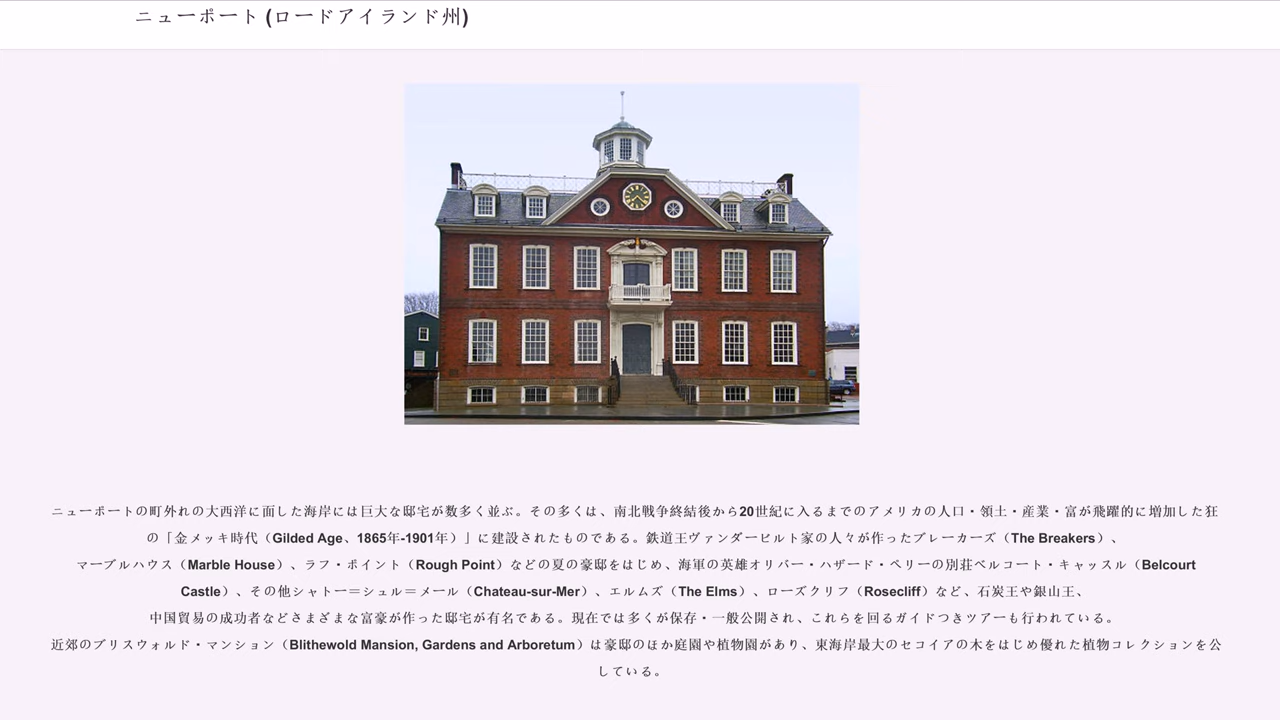 ニューポート (ロードアイランド州)
ニューポートの町外れの大西洋に面した海岸には巨大な邸宅が数多く並ぶ。その多くは、南北戦争終結後から20世紀に入るまでのアメリカの人口・領土・産業・富が飛躍的に増加した狂
の「金メッキ時代（Gilded Age、1865年-1901年）」に建設されたものである。鉄道王ヴァンダービルト家の人々が作ったブレーカーズ（The Breakers）、
マーブルハウス（Marble House）、ラフ・ポイント（Rough Point）などの夏の豪邸をはじめ、海軍の英雄オリバー・ハザード・ペリーの別荘ベルコート・キャッスル（Belcourt
Castle）、その他シャトー＝シュル＝メール（Chateau-sur-Mer）、エルムズ（The Elms）、ローズクリフ（Rosecliff）など、石炭王や銀山王、
中国貿易の成功者などさまざまな富豪が作った邸宅が有名である。現在では多くが保存・一般公開され、これらを回るガイドつきツアーも行われている。
近郊のブリスウォルド・マンション（Blithewold Mansion, Gardens and Arboretum）は豪邸のほか庭園や植物園があり、東海岸最大のセコイアの木をはじめ優れた植物コレクションを公
している。